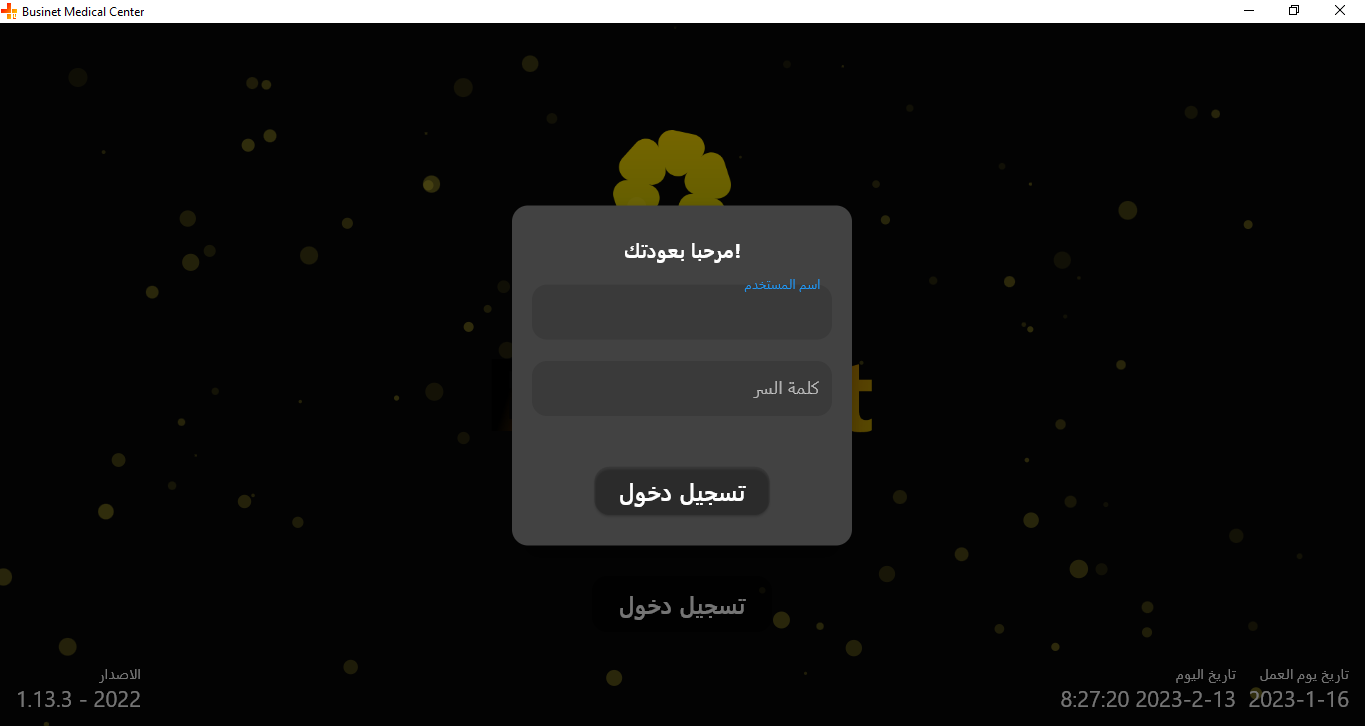 Businet Medical Center
مرحبا بعودتك!
اسم المستخدم
كلمة السر
t
تسجيل دخول
تسجيل دخول
الاصدار
1.13.3 - 2022
تاريخ اليوم
8:27:20 2023-2-13
تاريخ يوم العمل
2023-1-16